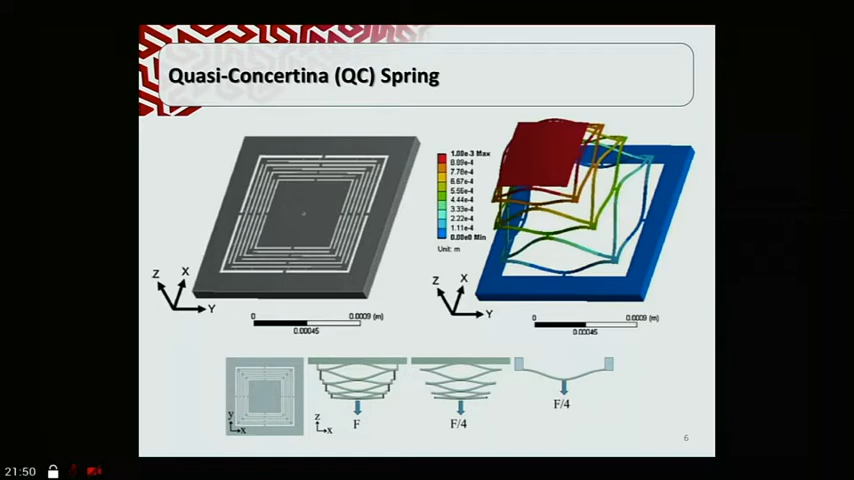 Quasi-Concertina (QC) Spring
1.00e-3 Max
8.89e-4
7.78e-4
6.67e-4
5.56e-4
4.44e-4
3.33e-4
2.22e-4
1.11e-4
0.00e0 Min
Unit: m
Z
X
Y
0
0.0009 (m)
0.00045
Z
X
Y
0
0.0009 (m)
0.00045
y
x
z
x
F
F/4
F/4
6
21:50